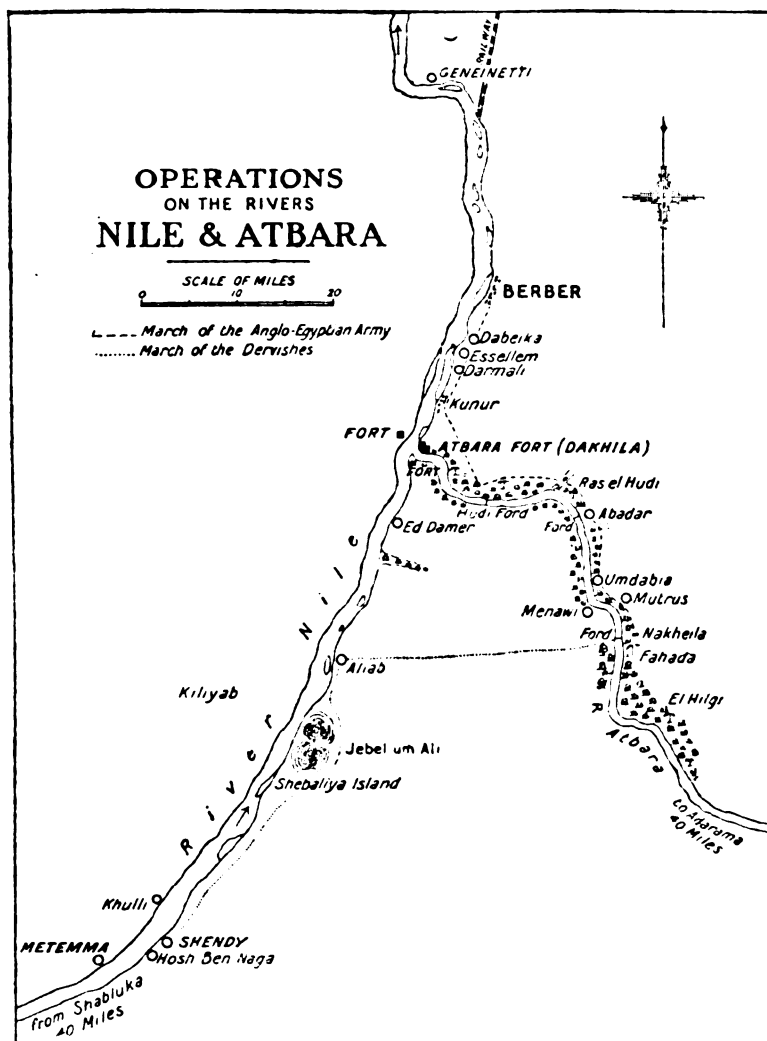 RAILWAY
GENEINETTI
OPERATIONS
ON THE RIVERS
NILE & ATBARA
SCALE OF MILES
0 10 20
March of the Anglo-Egyptian Army
March of the Dervishes
BERBER
Dabeika
Essellem
Darmali
Kunur
FORT
ATBARA FORT (DAKHILA)
FORT
Ras el Hudi
Hudi Ford
Ford
Abadar
Ed Damer
Umdabia
Mutrus
Menawi
Ford
Nakheila
Fahada
Aliab
El Hilgi
Kiliyab
River Nile
R. Atbara
Jebel um Ali
Shebaliya Island
to Adarama
40 Miles
Khulli
SHENDY
METEMMA
Hosh Ben Naga
from Shabluka
40 Miles